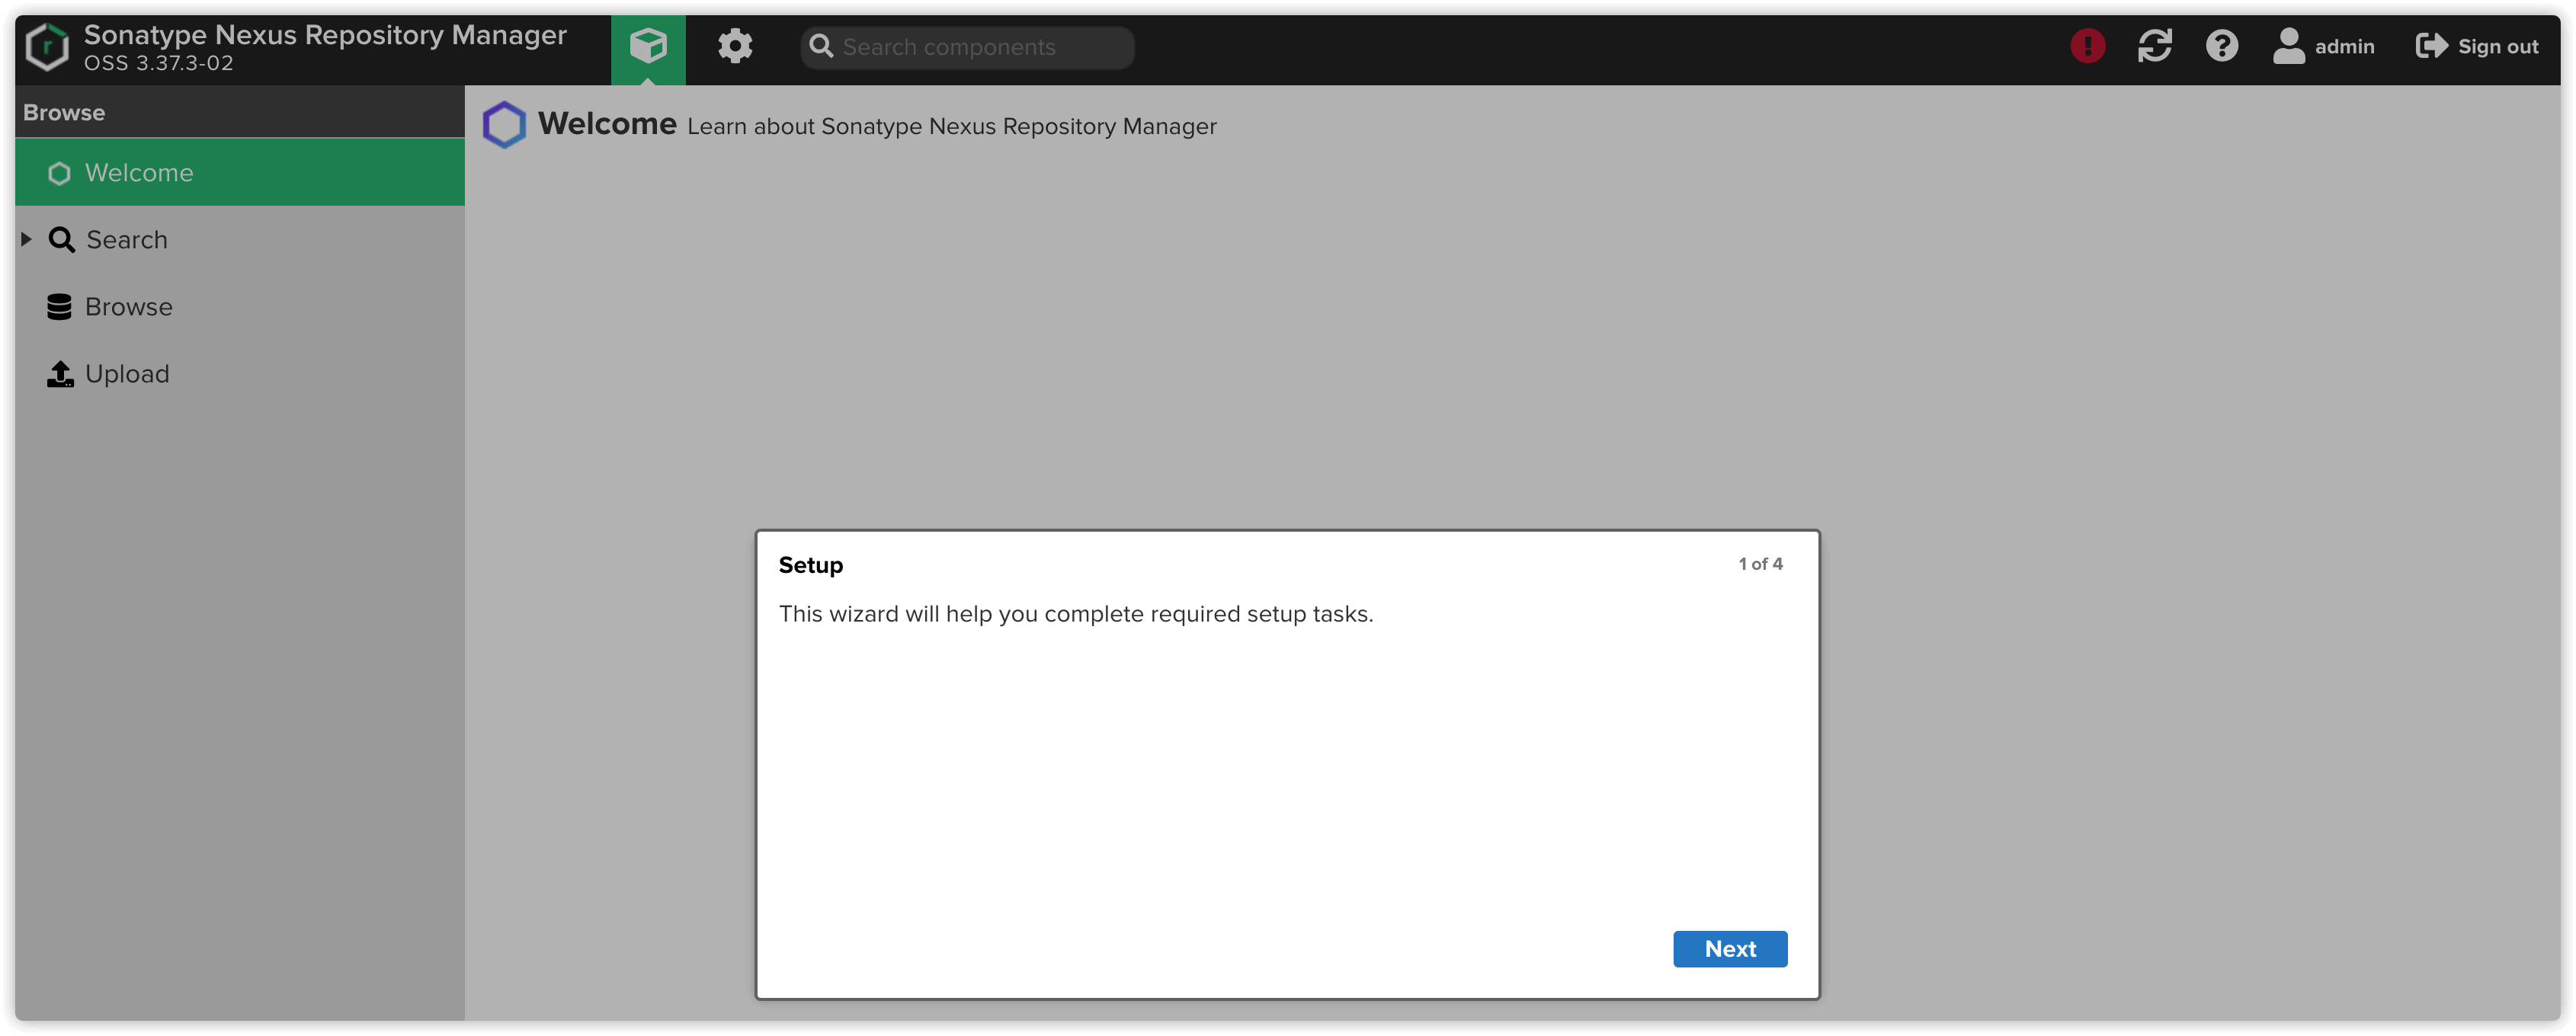 Sonatype Nexus Repository Manager
OSS 3.37.3-02
Search components
admin
Sign out
Browse
Welcome
Search
Browse
Upload
Welcome Learn about Sonatype Nexus Repository Manager
Setup
1 of 4
This wizard will help you complete required setup tasks.
Next